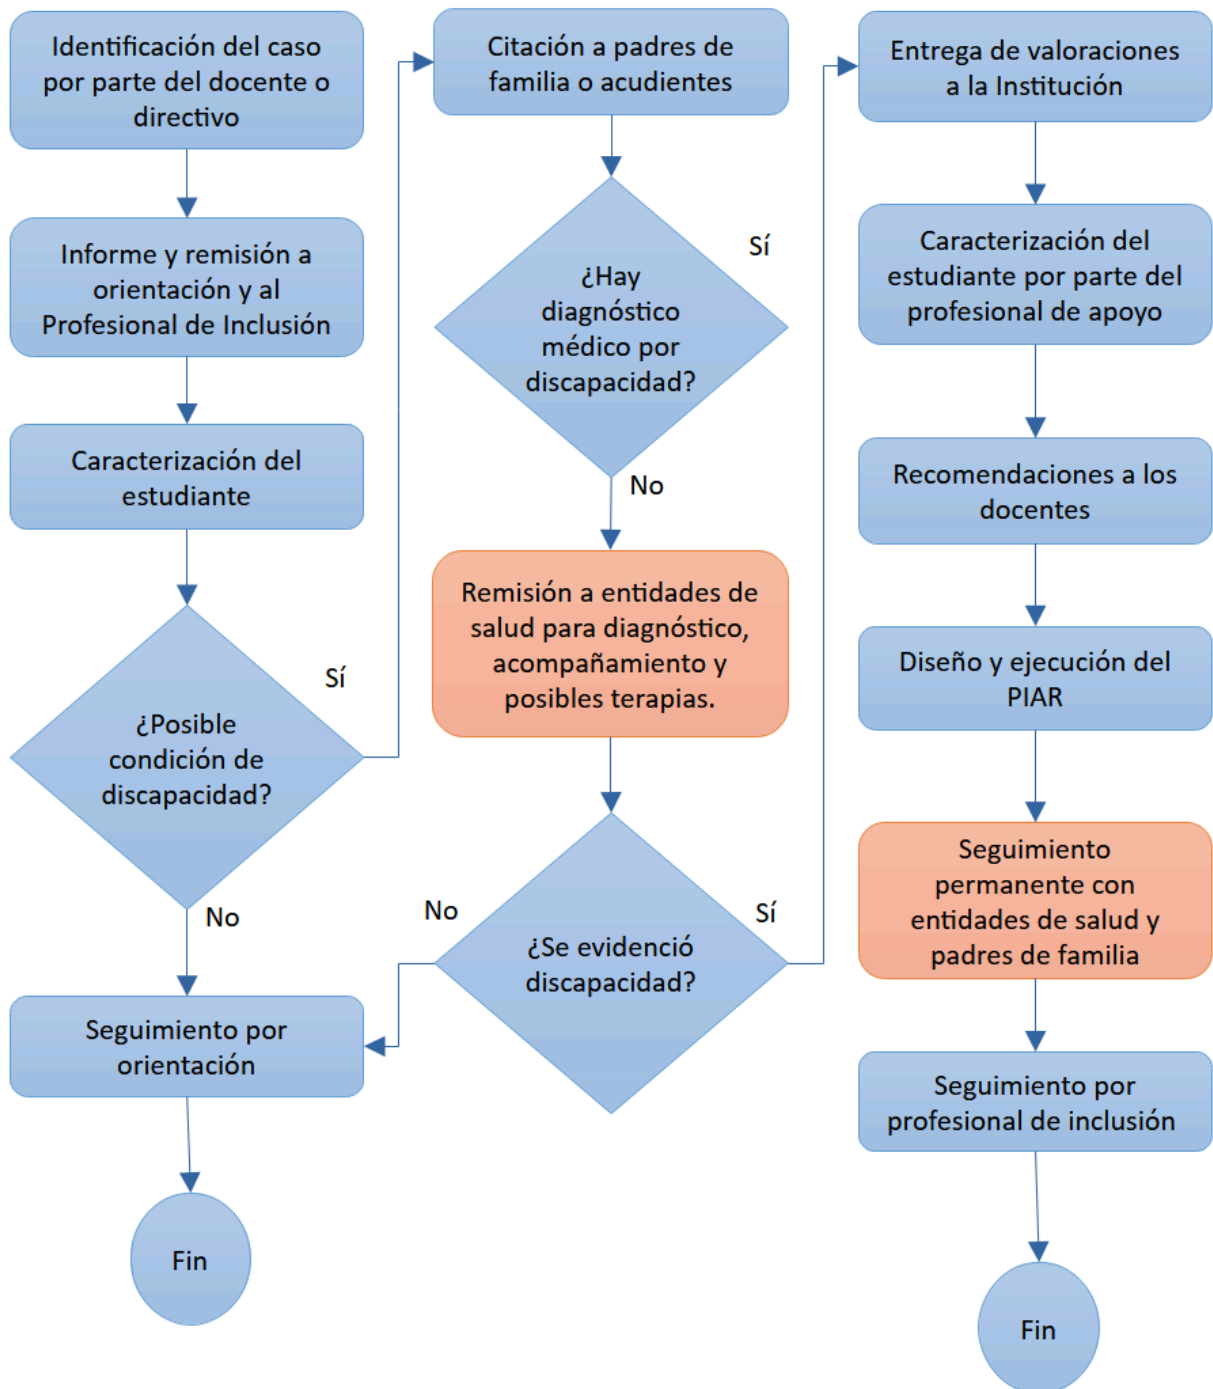 Identificación del caso
por parte del docente o
directivo
Informe y remisión a
orientación y al
Profesional de Inclusión
Caracterización del
estudiante
Sí
¿Posible
condición de
discapacidad?
No
Seguimiento por
orientación
Fin
Citación a padres de
familia o acudientes
Sí
¿Hay
diagnóstico
médico por
discapacidad?
No
Remisión a entidades de
salud para diagnóstico,
acompañamiento y
posibles terapias.
No
Sí
¿Se evidenció
discapacidad?
Entrega de valoraciones
a la Institución
Caracterización del
estudiante por parte del
profesional de apoyo
Recomendaciones a los
docentes
Diseño y ejecución del
PIAR
Seguimiento
permanente con
entidades de salud y
padres de familia
Seguimiento por
profesional de inclusión
Fin